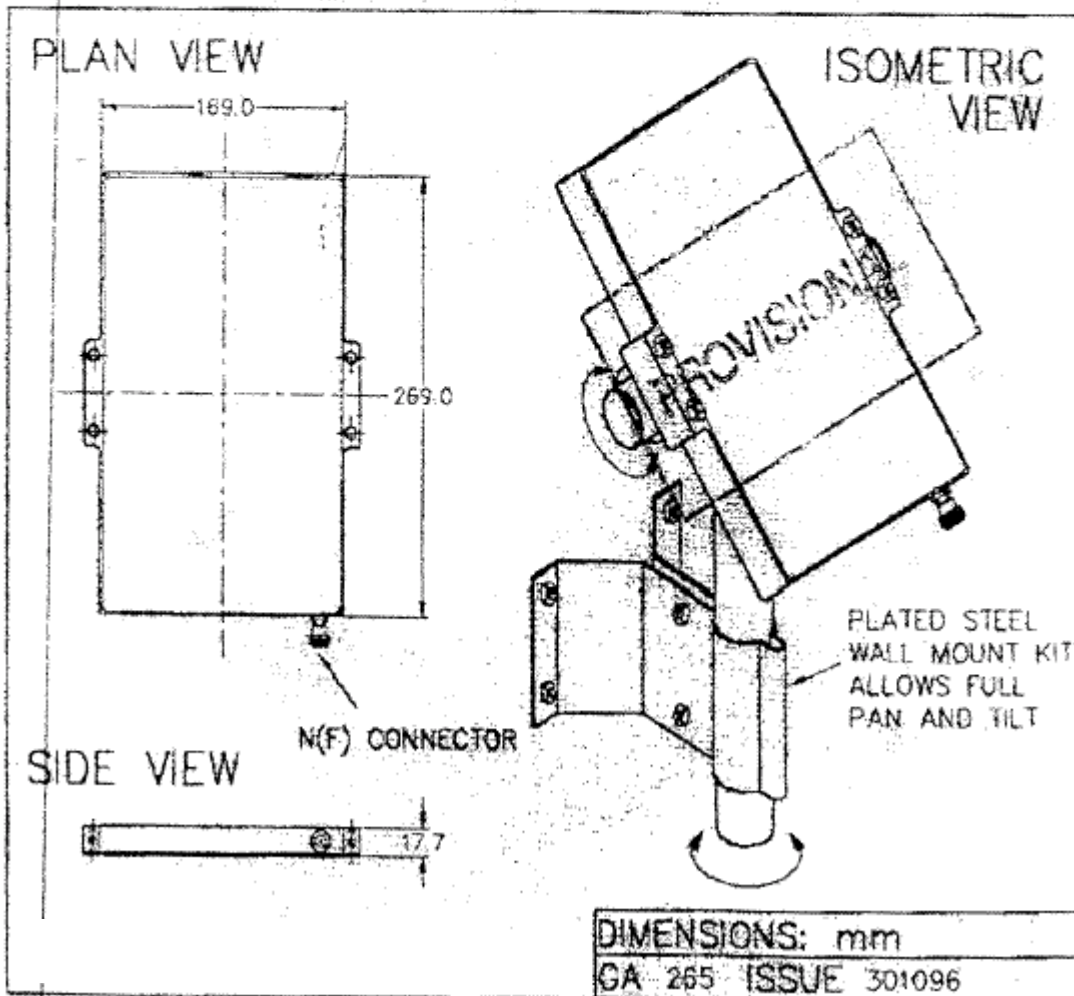 PLAN VIEW
169.0
269.0
N(F) CONNECTOR
SIDE VIEW
17.7
ISOMETRIC
VIEW
PROVISIONAL
PLATED STEEL
WALL MOUNT KIT
ALLOWS FULL
PAN AND TILT
DIMENSIONS: mm
GA 265 ISSUE 301096